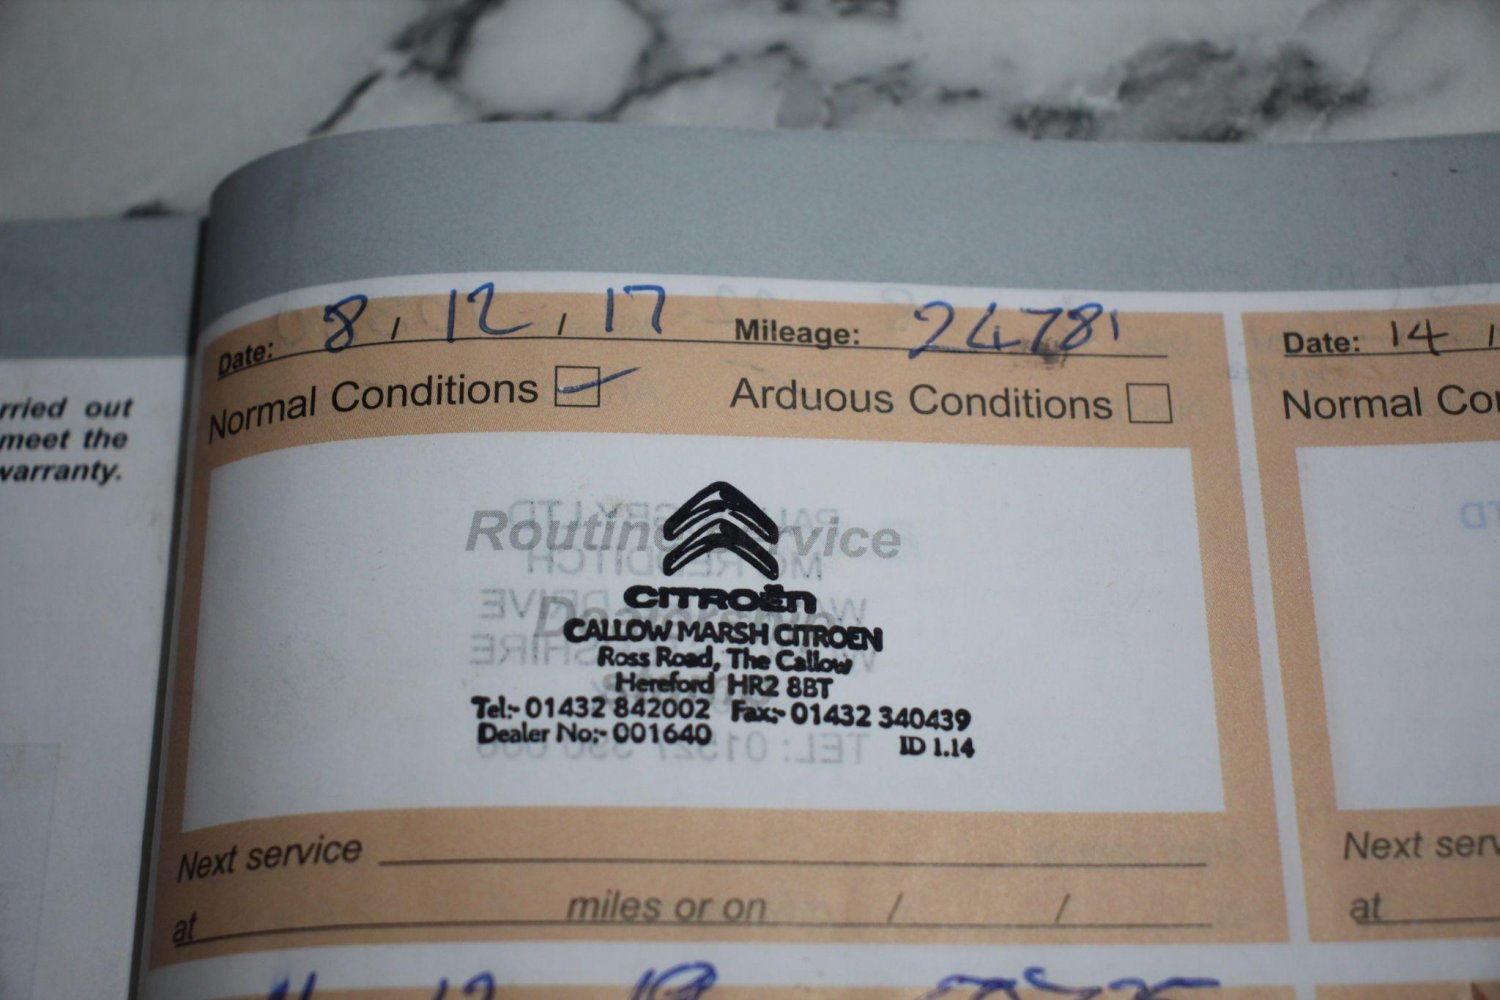 rried out
meet the
warranty.
Date: 8 / 12 / 17 Mileage: 24781
Normal Conditions Arduous Conditions
Routine Service
CITROËN
CALLOW MARSH CITROEN
Ross Road, The Callow
Hereford HR2 8BT
Tel:- 01432 842002 Fax:- 01432 340439
Dealer No:- 001640 ID 1.14
Next service
at miles or on / /
Date: 14 /
Normal Con
Next serv
at